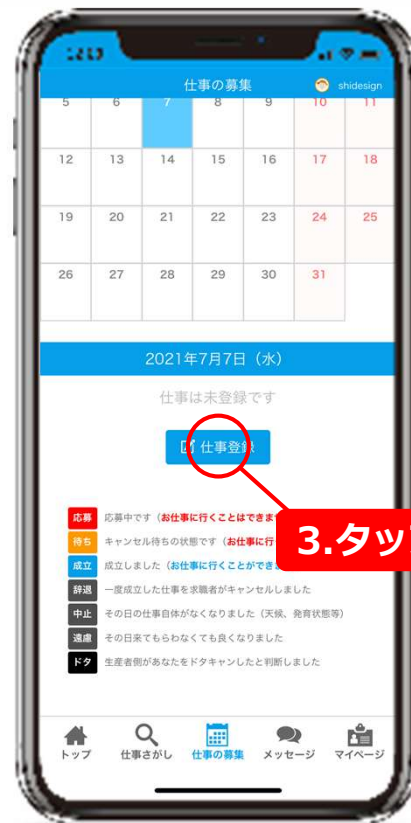 仕事の募集 shidesign
5 6 7 8 9 10 11
12 13 14 15 16 17 18
19 20 21 22 23 24 25
26 27 28 29 30 31
2021年7月7日（水）
仕事は未登録です
仕事登録
3.タッ
応募 応募中です（お仕事に行くことはできま
待ち キャンセル待ちの状態です（お仕事に行
成立 成立しました（お仕事に行くことができま
辞退 一度成立した仕事を求職者がキャンセルしました
中止 その日の仕事自体がなくなりました（天候、発育状態等）
遠慮 その日来てもらわなくても良くなりました
ドタ 生産者側があなたをドタキャンしたと判断しました
トップ 仕事さがし 仕事の募集 メッセージ マイページ